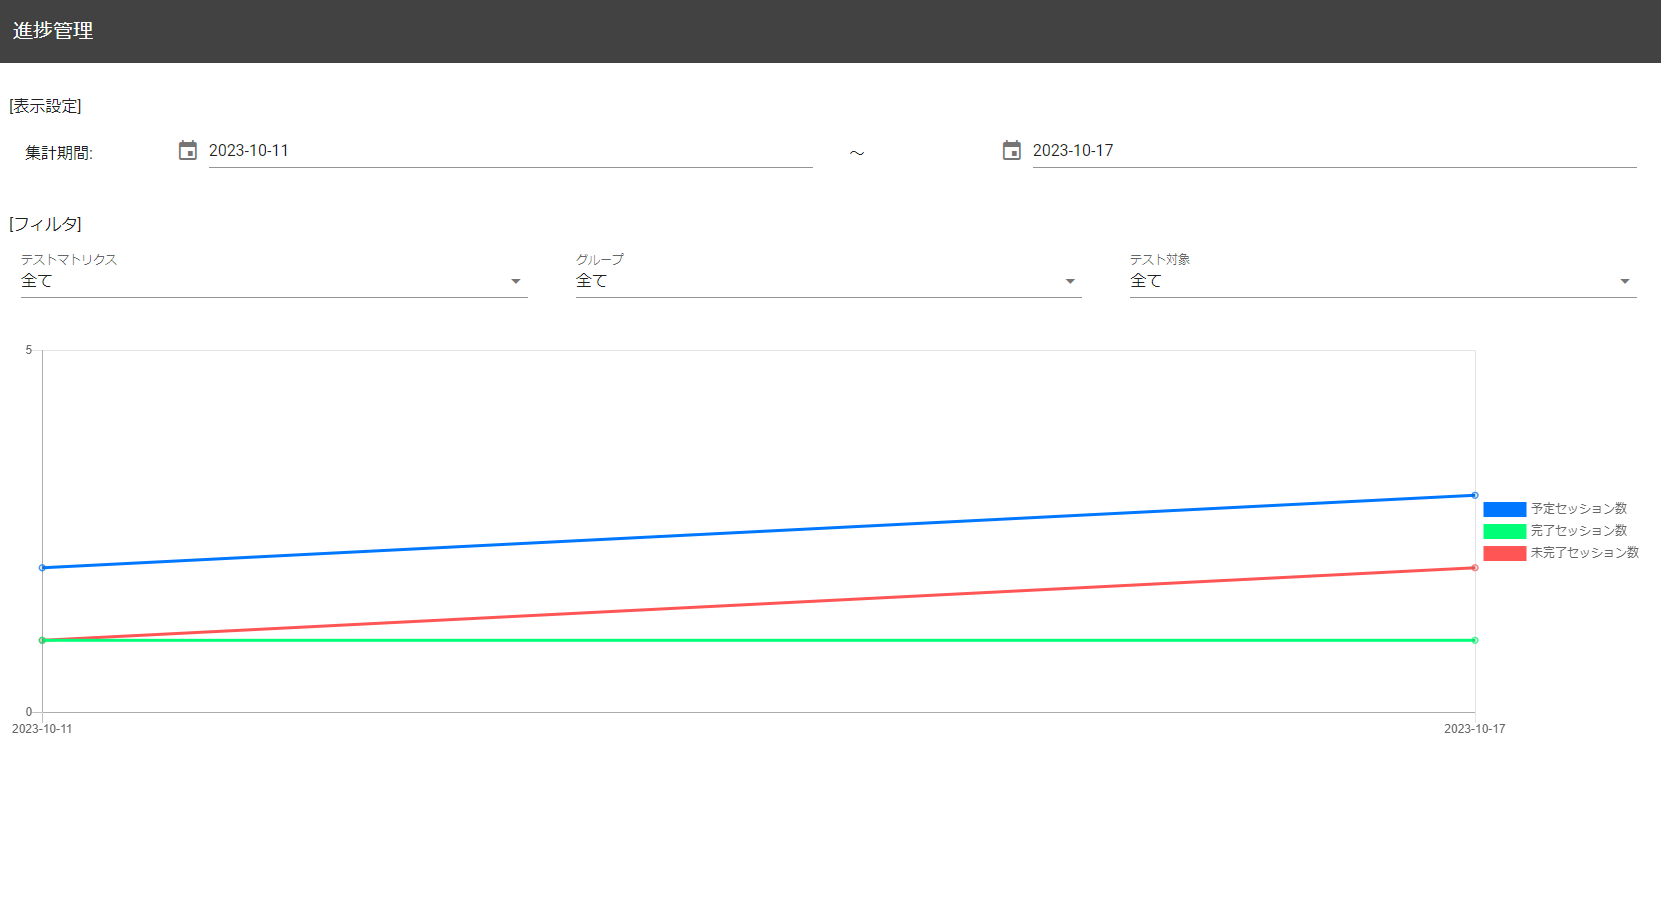 進捗管理
[表示設定]
集計期間: 2023-10-11 ～ 2023-10-17
[フィルタ]
テストマトリクス グループ テスト対象
全て 全て 全て
5
予定セッション数
完了セッション数
未完了セッション数
0
2023-10-11 2023-10-17